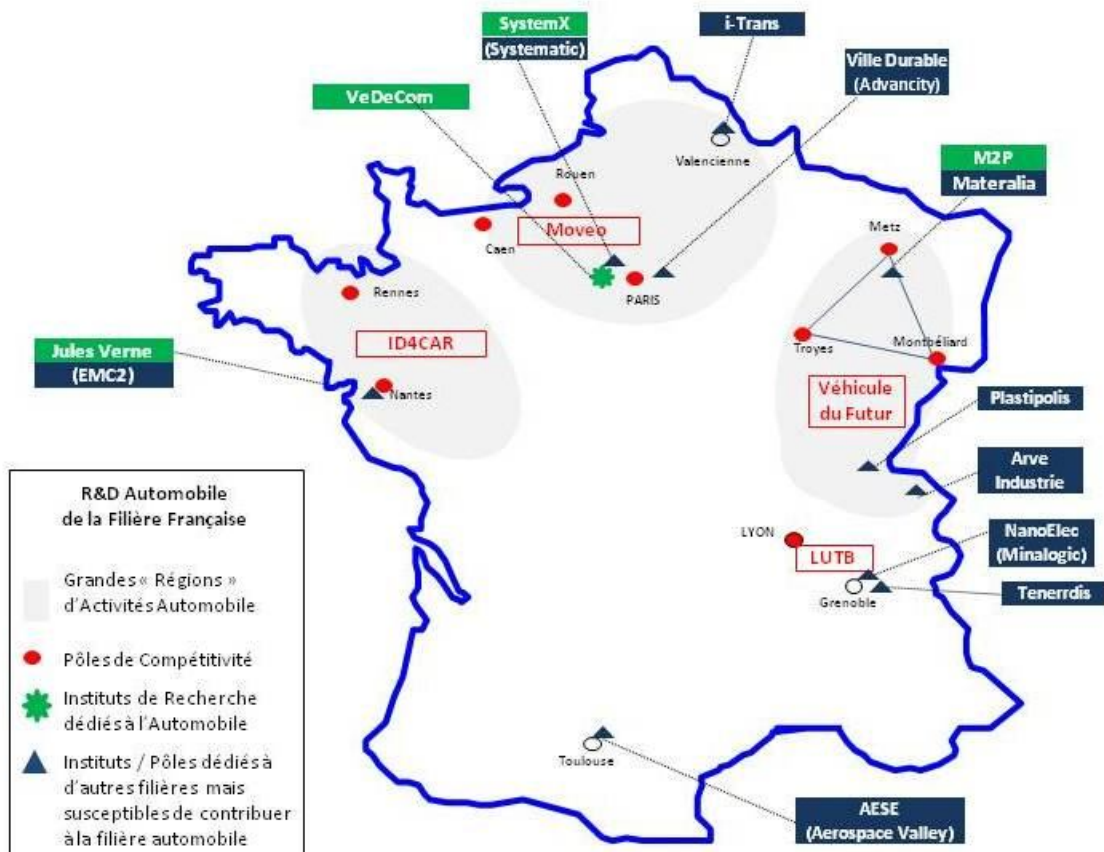 SystemX
(Systematic)
i-Trans
Ville Durable
(Advancity)
VeDeCom
Valencienne
M2P
Materalia
Rouen
Moveo
Caen
Metz
PARIS
Rennes
ID4CAR
Troyes
Montbéliard
Jules Verne
(EMC2)
Nantes
Véhicule
du Futur
Plastipolis
Arve
Industrie
R&D Automobile
de la Filière Française
LYON
LUTB
NanoElec
(Minalogic)
Grenoble
Tenerrdis
Grandes « Régions »
d'Activités Automobile
Pôles de Compétitivité
Instituts de Recherche
dédiés à l'Automobile
Instituts / Pôles dédiés à
d'autres filières mais
susceptibles de contribuer
à la filière automobile
Toulouse
AESE
(Aerospace Valley)